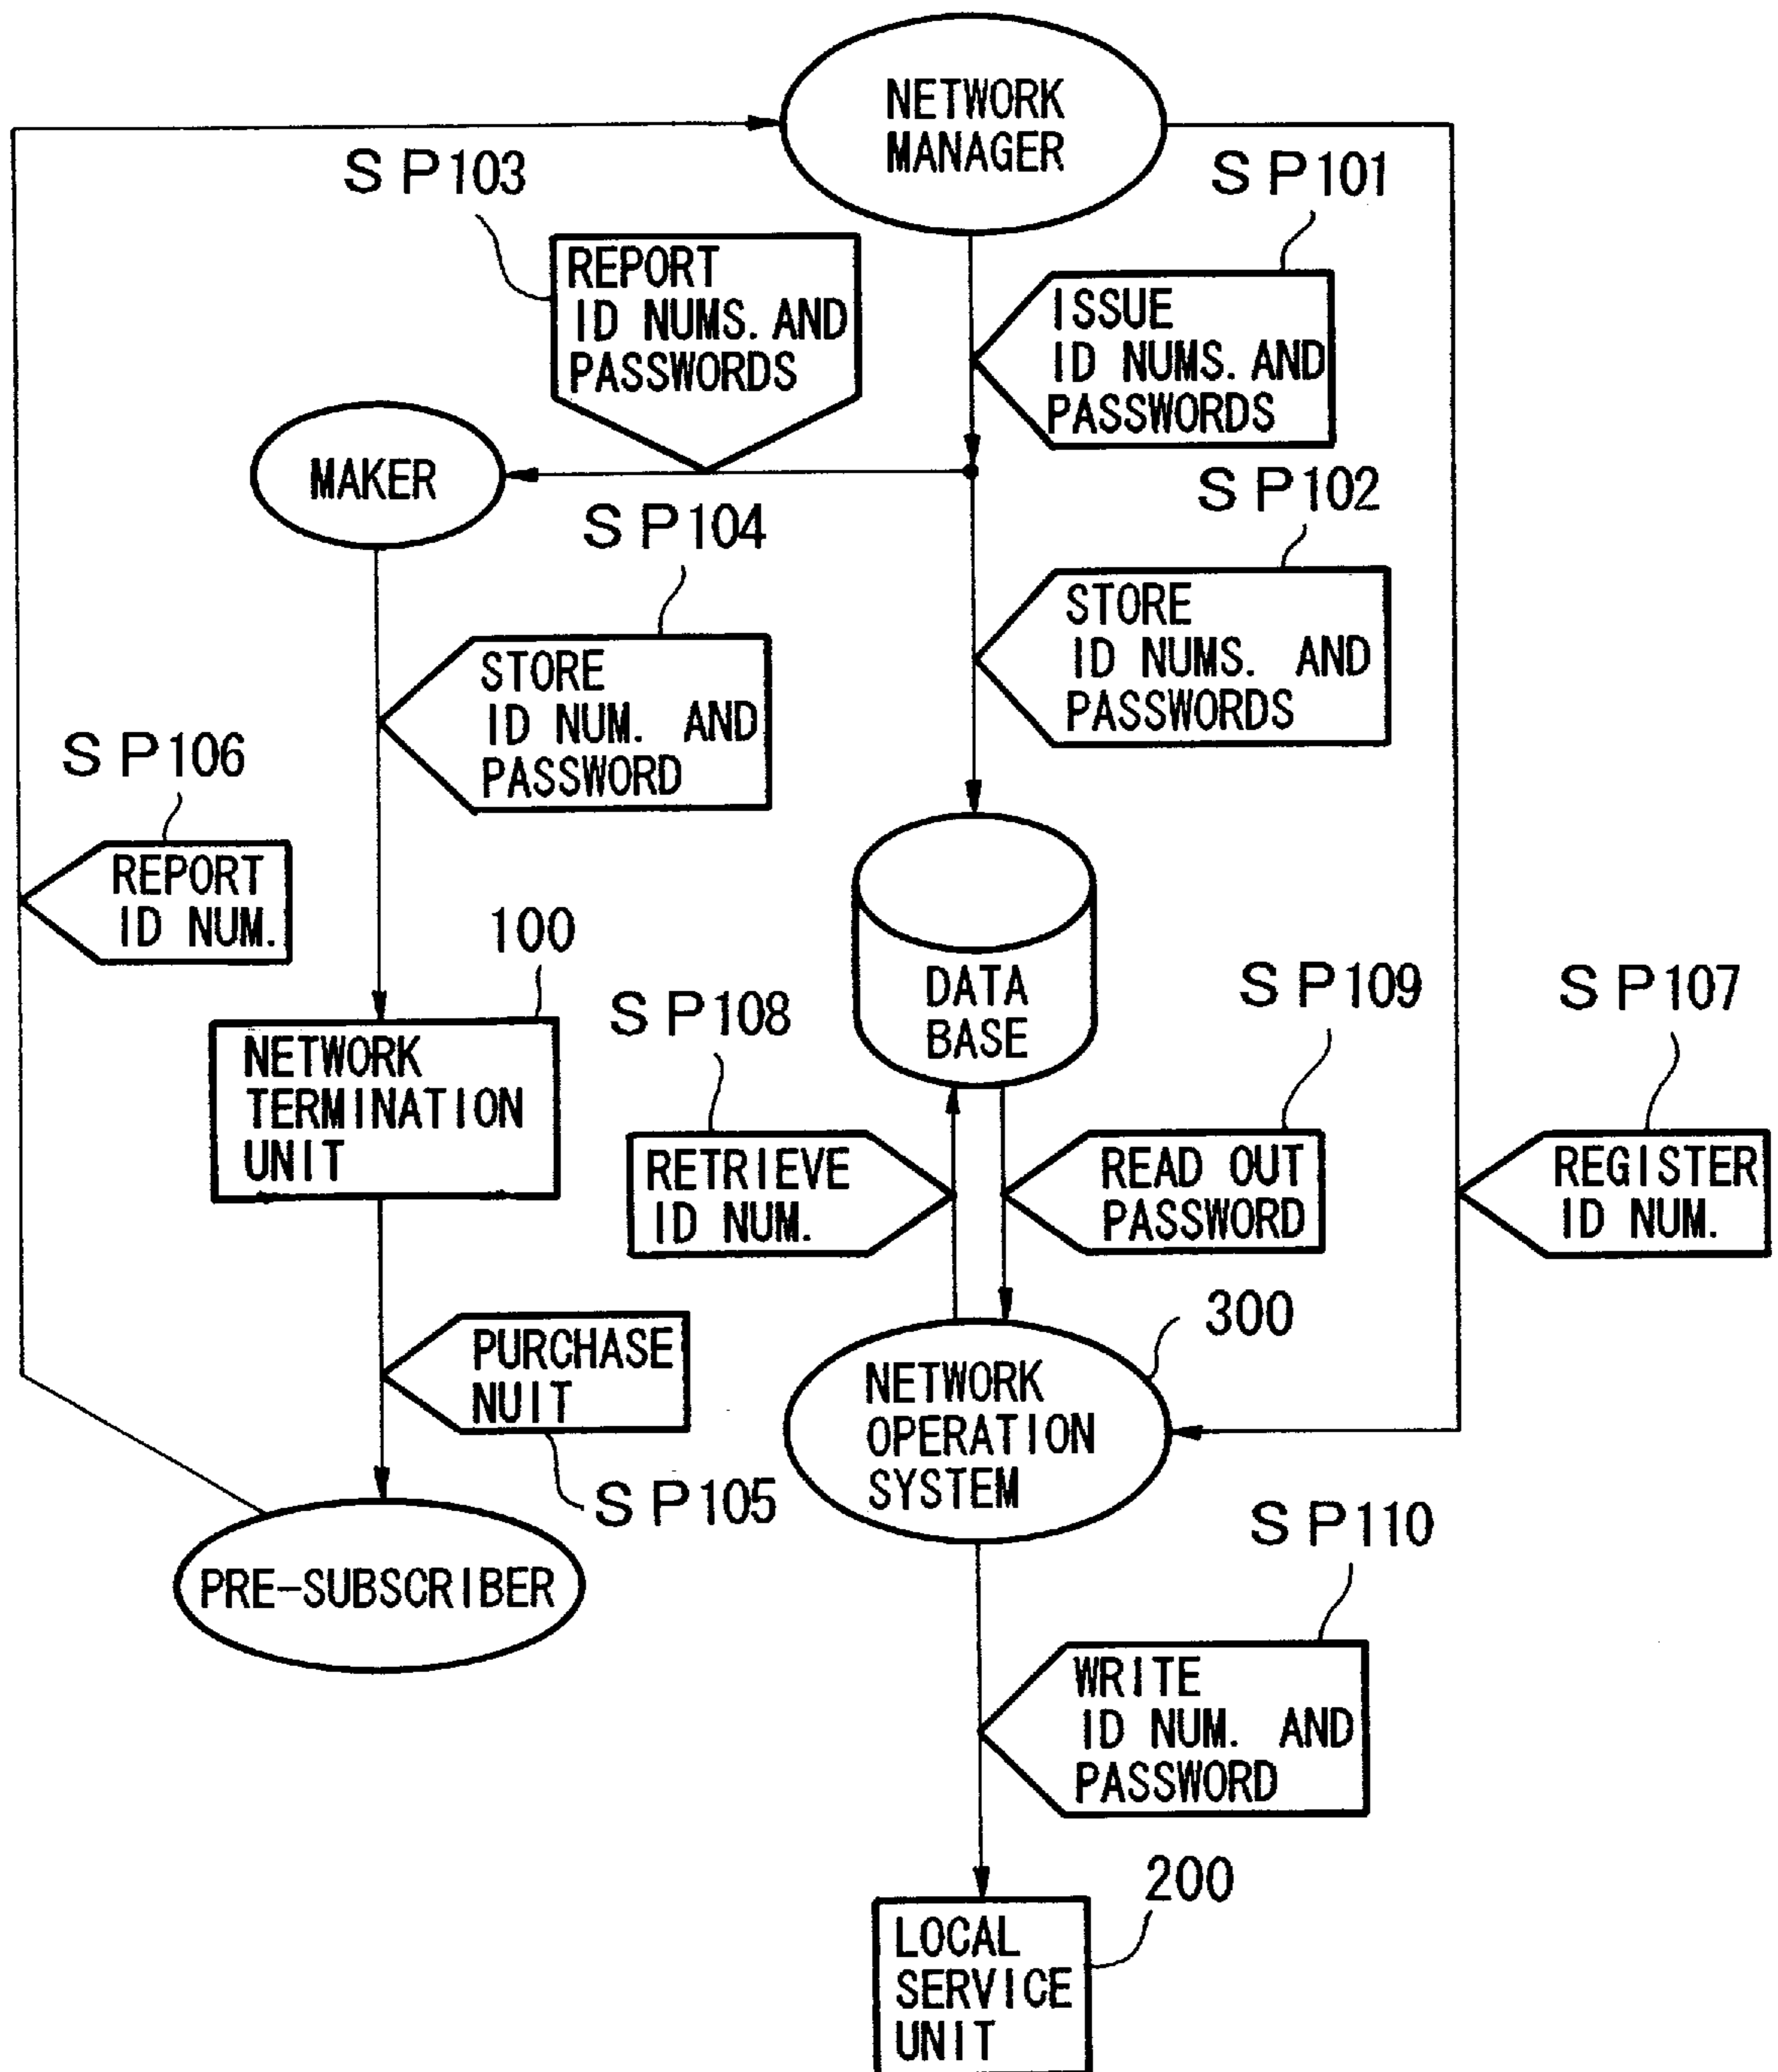 NETWORK
MANAGER
S P103
S P101
REPORT
ID NUMS. AND
PASSWORDS
ISSUE
ID NUMS. AND
PASSWORDS
MAKER
S P104
S P102
STORE
ID NUM. AND
PASSWORD
STORE
ID NUMS. AND
PASSWORDS
S P106
REPORT
ID NUM.
100
NETWORK
TERMINATION
UNIT
DATA
BASE
S P108
S P109
S P107
RETRIEVE
ID NUM.
READ OUT
PASSWORD
REGISTER
ID NUM.
PURCHASE
NUIT
S P105
300
NETWORK
OPERATION
SYSTEM
PRE-SUBSCRIBER
S P110
WRITE
ID NUM. AND
PASSWORD
200
LOCAL
SERVICE
UNIT